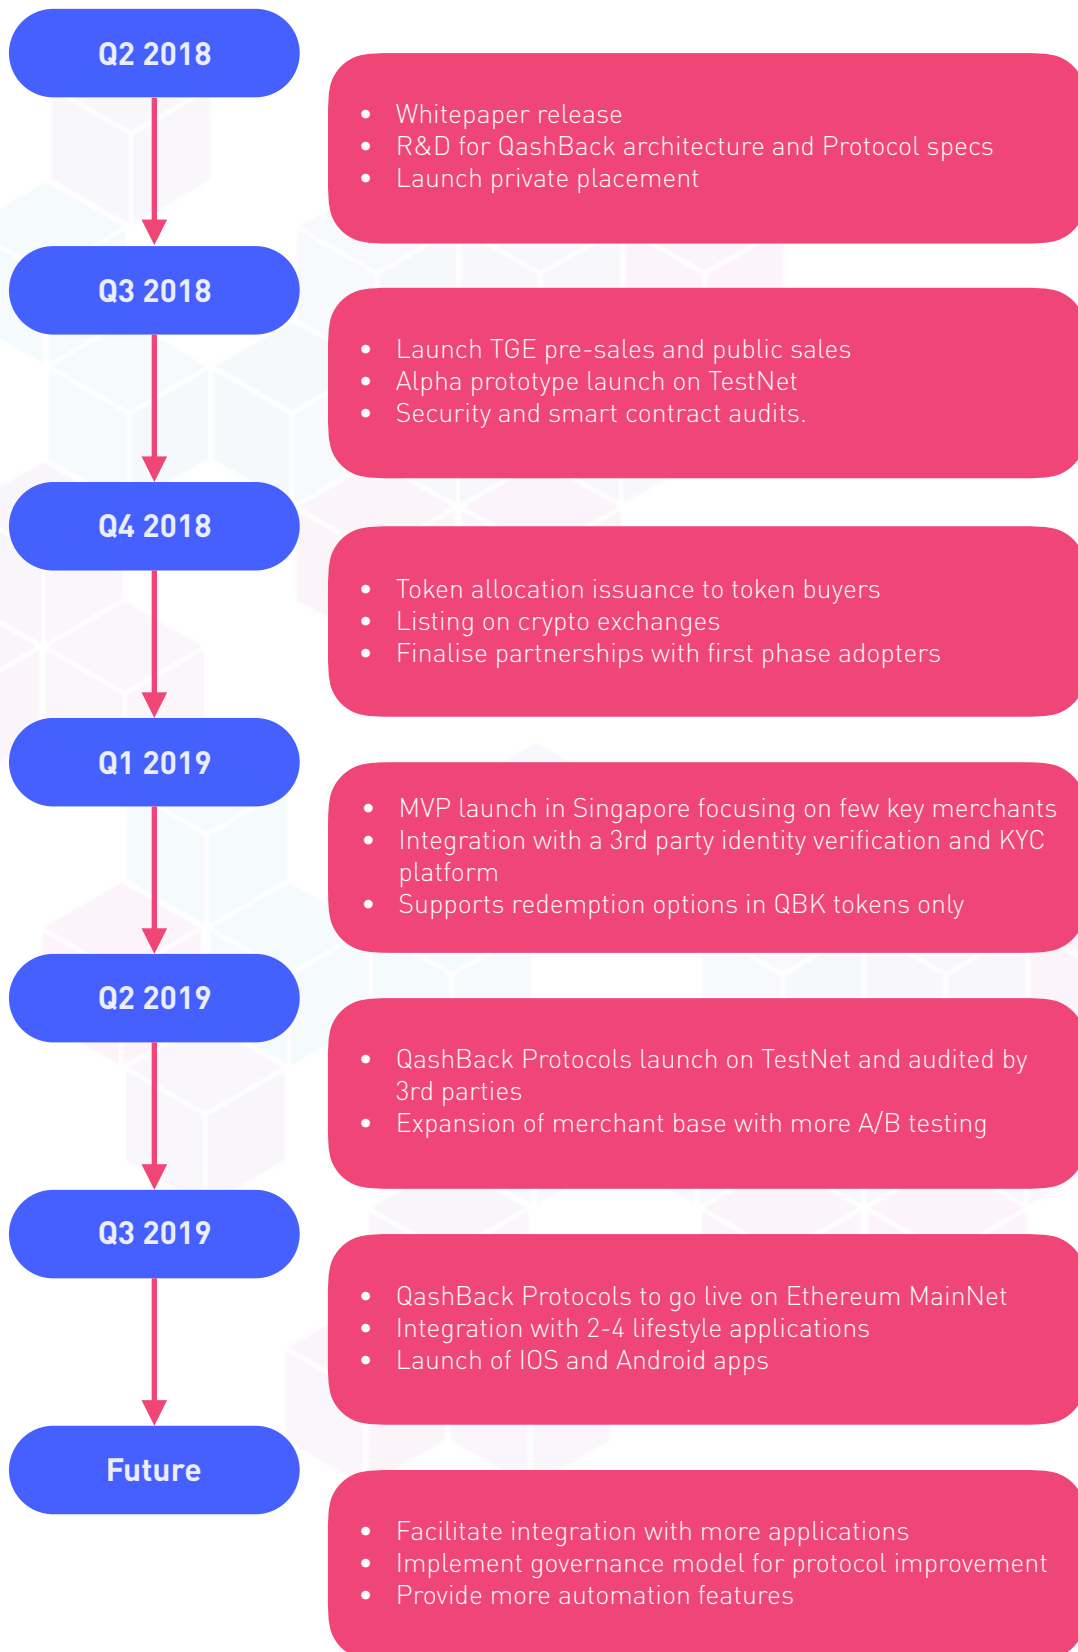 Q2 2018
• Whitepaper release
• R&D for QashBack architecture and Protocol specs
• Launch private placement
Q3 2018
• Launch TGE pre-sales and public sales
• Alpha prototype launch on TestNet
• Security and smart contract audits.
Q4 2018
• Token allocation issuance to token buyers
• Listing on crypto exchanges
• Finalise partnerships with first phase adopters
Q1 2019
• MVP launch in Singapore focusing on few key merchants
• Integration with a 3rd party identity verification and KYC
platform
• Supports redemption options in QBK tokens only
Q2 2019
• QashBack Protocols launch on TestNet and audited by
3rd parties
• Expansion of merchant base with more A/B testing
Q3 2019
• QashBack Protocols to go live on Ethereum MainNet
• Integration with 2-4 lifestyle applications
• Launch of IOS and Android apps
Future
• Facilitate integration with more applications
• Implement governance model for protocol improvement
• Provide more automation features